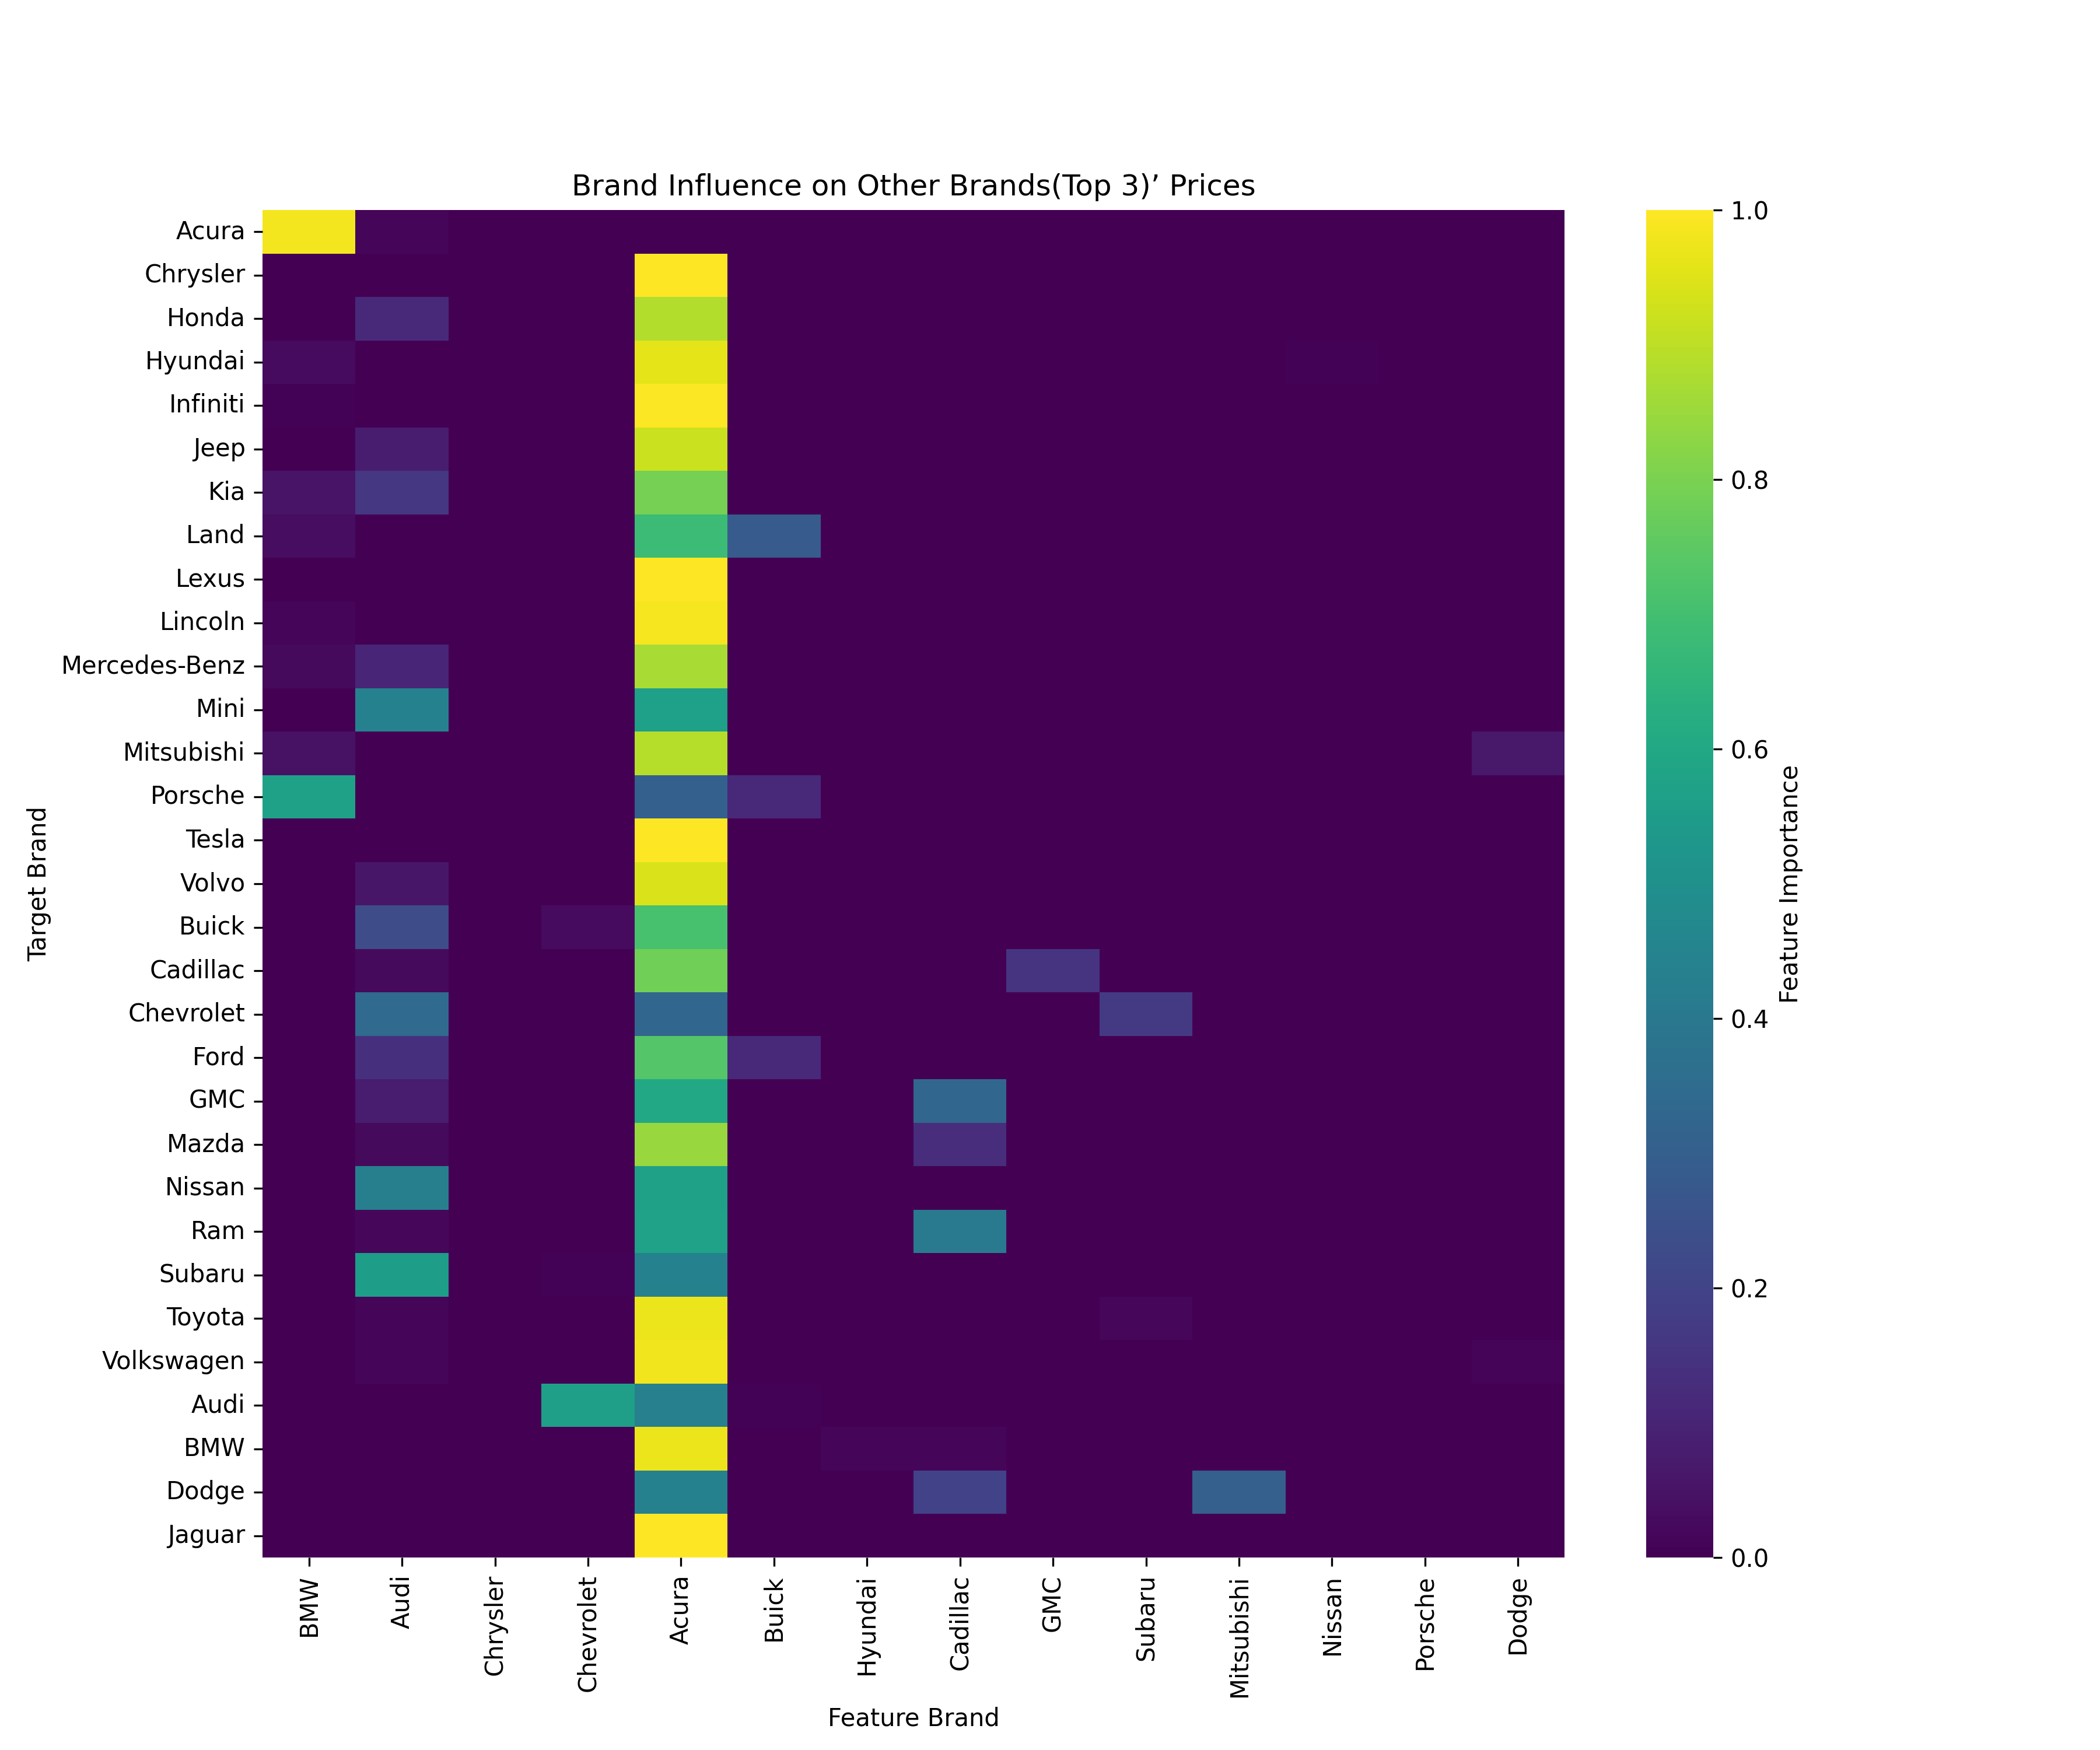 Brand Influence on Other Brands(Top 3)’ Prices
Target Brand
Acura
Chrysler
Honda
Hyundai
Infiniti
Jeep
Kia
Land
Lexus
Lincoln
Mercedes-Benz
Mini
Mitsubishi
Porsche
Tesla
Volvo
Buick
Cadillac
Chevrolet
Ford
GMC
Mazda
Nissan
Ram
Subaru
Toyota
Volkswagen
Audi
BMW
Dodge
Jaguar
BMW
Audi
Chrysler
Chevrolet
Acura
Buick
Hyundai
Cadillac
GMC
Subaru
Mitsubishi
Nissan
Porsche
Dodge
Feature Brand
1.0
0.8
0.6
0.4
0.2
0.0
Feature Importance